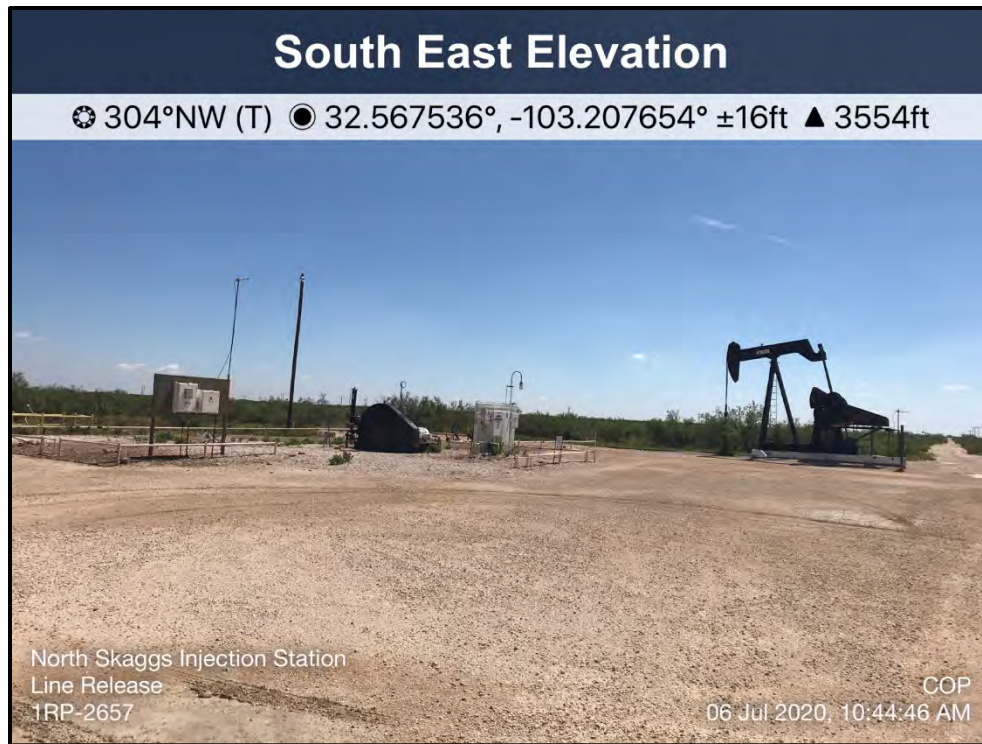 South East Elevation
304°NW (T) 32.567536°, -103.207654° ±16ft ▲ 3554ft
North Skaggs Injection Station
Line Release
1RP-2657
COP
06 Jul 2020, 10:44:46 AM